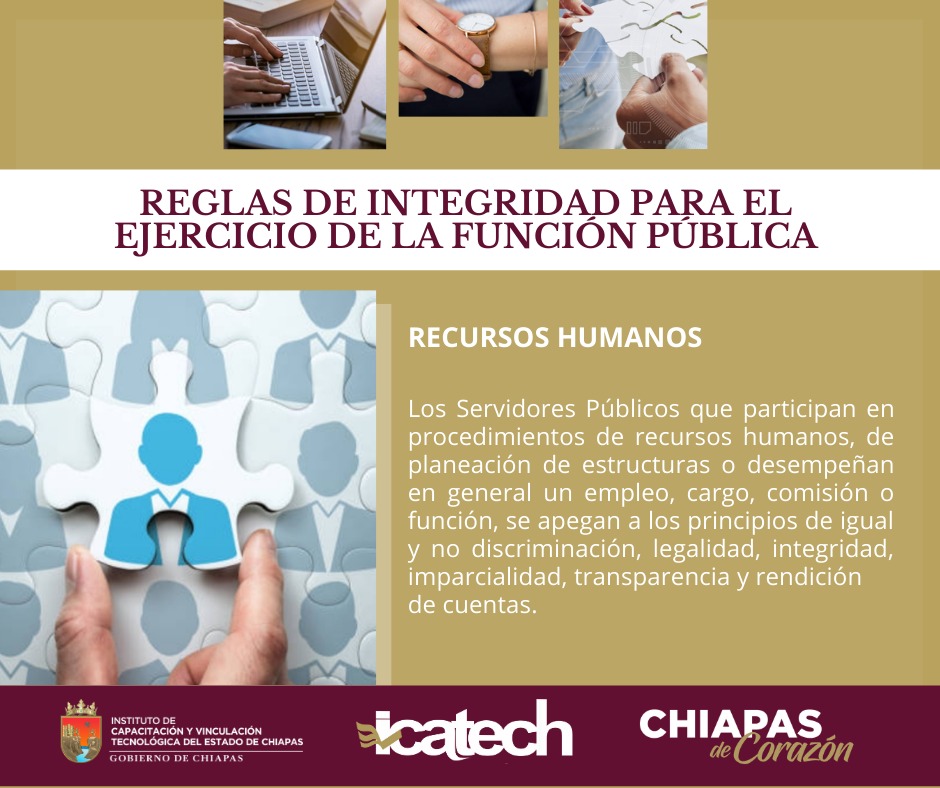 REGLAS DE INTEGRIDAD PARA EL
EJERCICIO DE LA FUNCIÓN PÚBLICA
RECURSOS HUMANOS
Los Servidores Públicos que participan en
procedimientos de recursos humanos, de
planeación de estructuras o desempeñan
en general un empleo, cargo, comisión o
función, se apegan a los principios de igual
y no discriminación, legalidad, integridad,
imparcialidad, transparencia y rendición
de cuentas.
INSTITUTO DE
CAPACITACIÓN Y VINCULACIÓN
TECNOLÓGICA DEL ESTADO DE CHIAPAS
GOBIERNO DE CHIAPAS
icatech
CHIAPAS
de Corazón